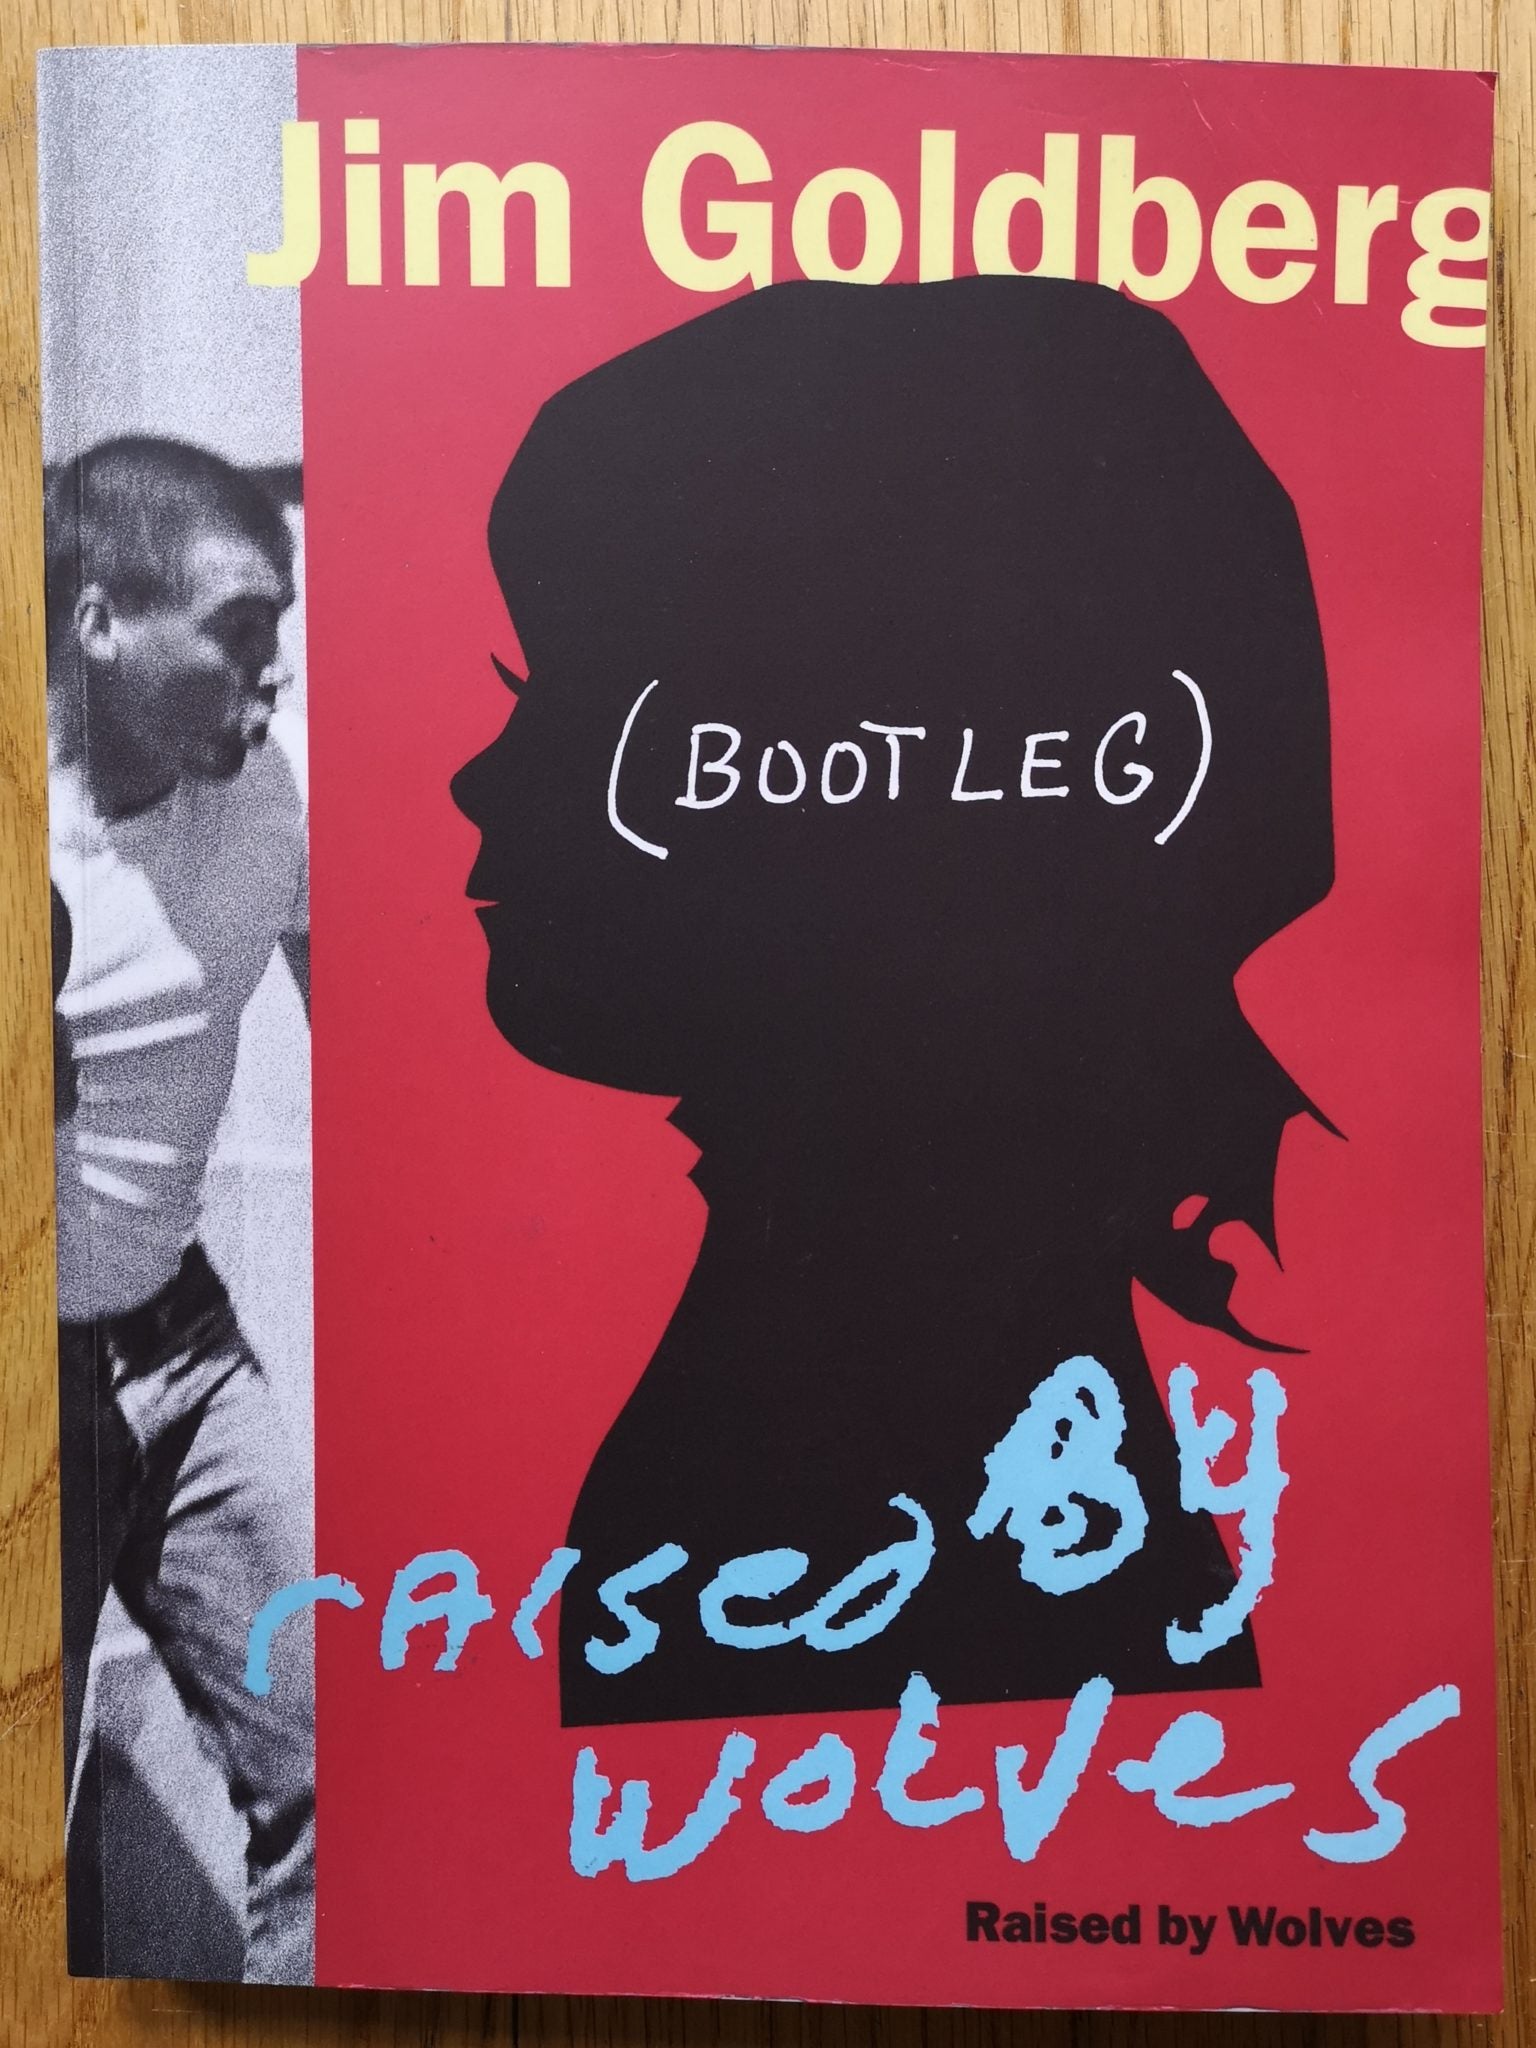 Jim Goldberg
(BOOTLEG)
raised By
wolves
Raised by Wolves